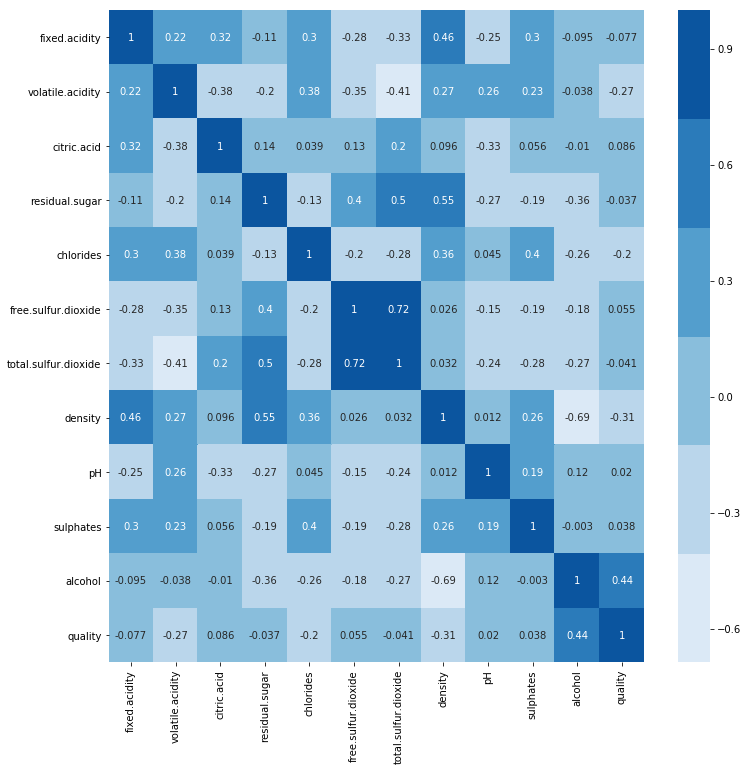 fixed.acidity 1 0.22 0.32 -0.11 0.3 -0.28 -0.33 0.46 -0.25 0.3 -0.095 -0.077
volatile.acidity 0.22 1 -0.38 -0.2 0.38 -0.35 -0.41 0.27 0.26 0.23 -0.038 -0.27
citric.acid 0.32 -0.38 1 0.14 0.039 0.13 0.2 0.096 -0.33 0.056 -0.01 0.086
residual.sugar -0.11 -0.2 0.14 1 -0.13 0.4 0.5 0.55 -0.27 -0.19 -0.36 -0.037
chlorides 0.3 0.38 0.039 -0.13 1 -0.2 -0.28 0.36 0.045 0.4 -0.26 -0.2
free.sulfur.dioxide -0.28 -0.35 0.13 0.4 -0.2 1 0.72 0.026 -0.15 -0.19 -0.18 0.055
total.sulfur.dioxide -0.33 -0.41 0.2 0.5 -0.28 0.72 1 0.032 -0.24 -0.28 -0.27 -0.041
density 0.46 0.27 0.096 0.55 0.36 0.026 0.032 1 0.012 0.26 -0.69 -0.31
pH -0.25 0.26 -0.33 -0.27 0.045 -0.15 -0.24 0.012 1 0.19 0.12 0.02
sulphates 0.3 0.23 0.056 -0.19 0.4 -0.19 -0.28 0.26 0.19 1 -0.003 0.038
alcohol -0.095 -0.038 -0.01 -0.36 -0.26 -0.18 -0.27 -0.69 0.12 -0.003 1 0.44
quality -0.077 -0.27 0.086 -0.037 -0.2 0.055 -0.041 -0.31 0.02 0.038 0.44 1
fixed.acidity
volatile.acidity
citric.acid
residual.sugar
chlorides
free.sulfur.dioxide
total.sulfur.dioxide
density
pH
sulphates
alcohol
quality
0.9
0.6
0.3
0.0
−0.3
−0.6